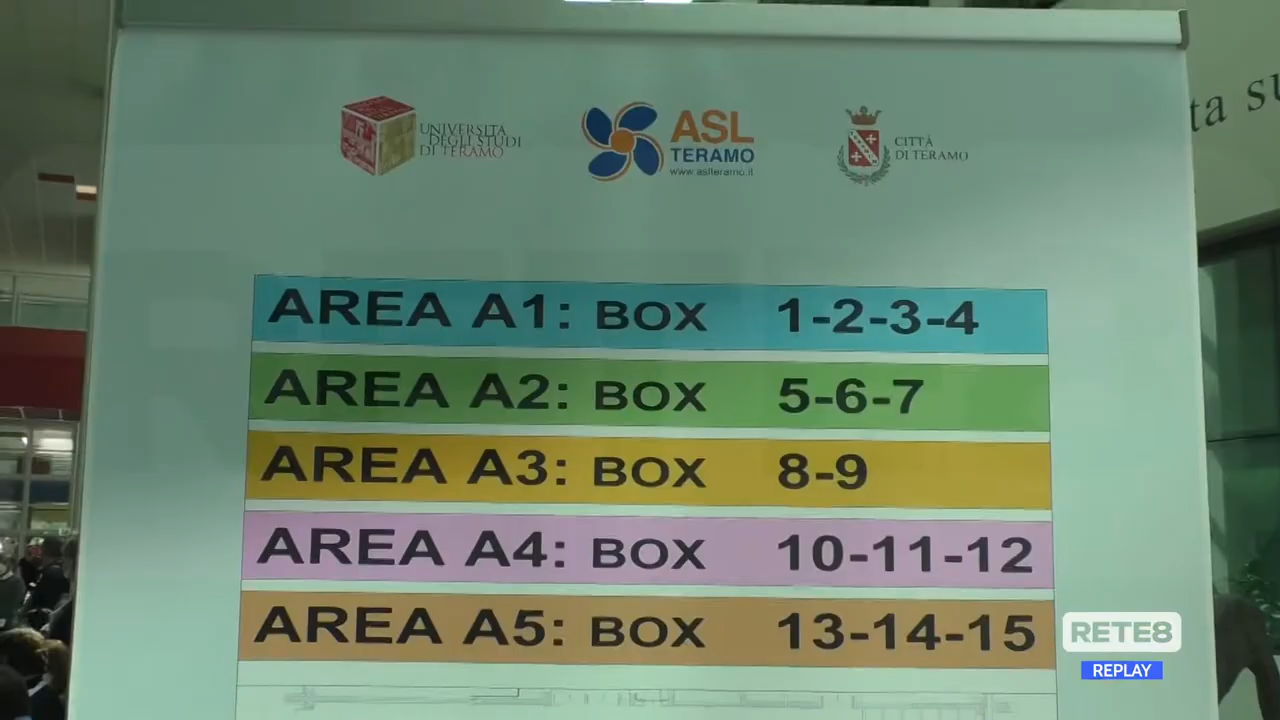 UNIVERSITÀ
DEGLI STUDI
DI TERAMO
ASL
TERAMO
www.aslteramo.it
CITTÀ
DI TERAMO
ta su
AREA A1: BOX 1-2-3-4
AREA A2: BOX 5-6-7
AREA A3: BOX 8-9
AREA A4: BOX 10-11-12
AREA A5: BOX 13-14-15
RETE8
REPLAY